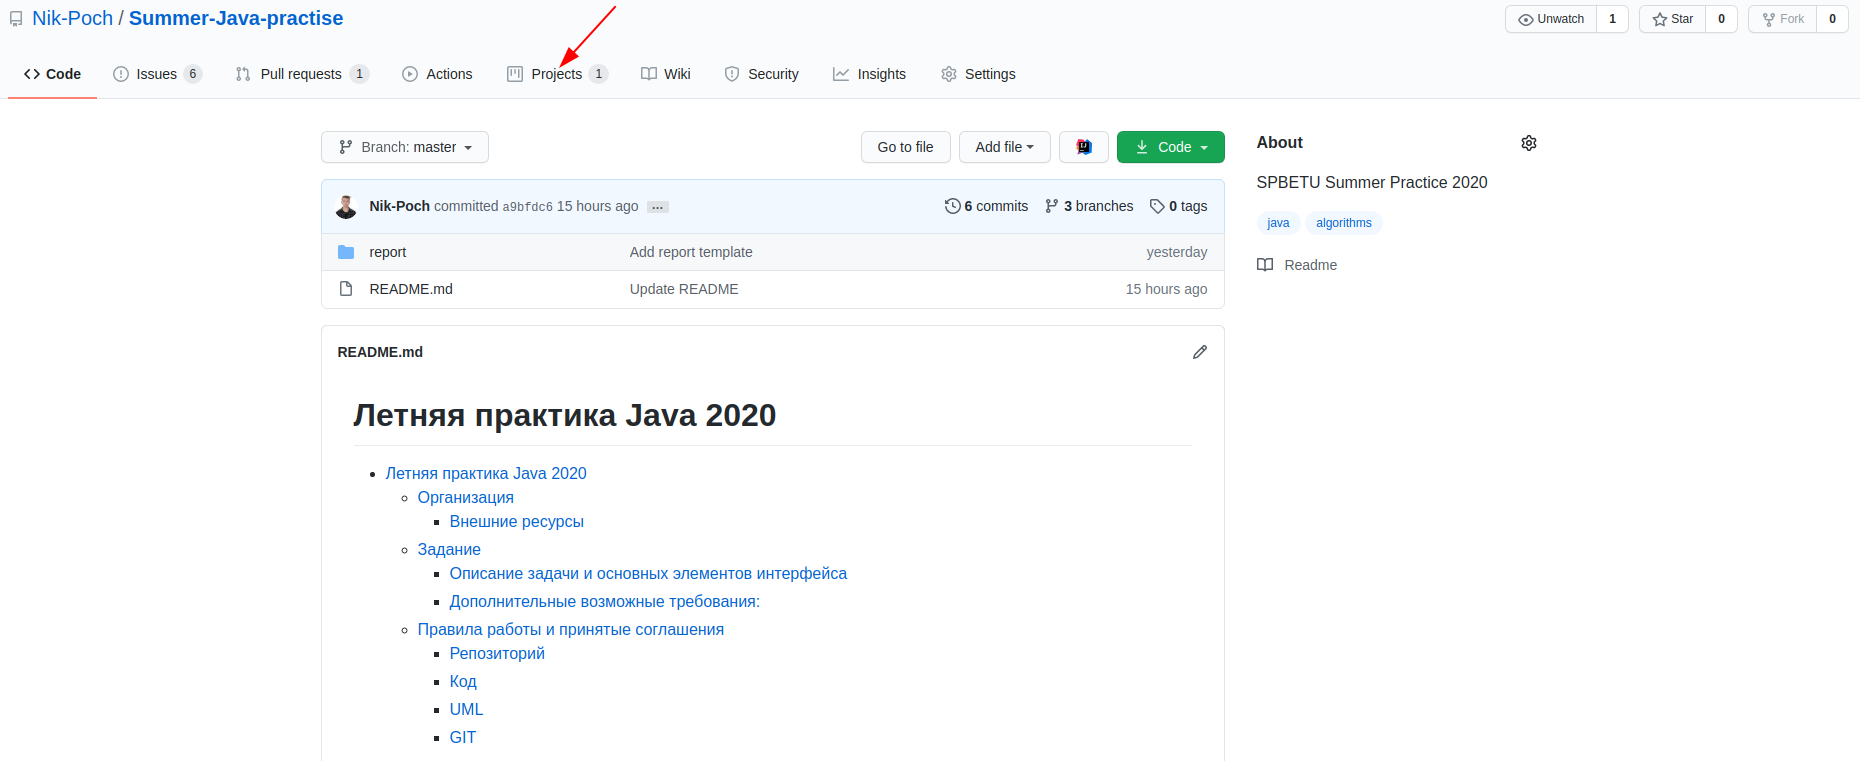 Nik-Poch / Summer-Java-practise
Unwatch 1 Star 0 Fork 0
Code Issues 6 Pull requests 1 Actions Projects 1 Wiki Security Insights Settings
Branch: master Go to file Add file Code
Nik-Poch committed a9bfdc6 15 hours ago ... 6 commits 3 branches 0 tags
report Add report template yesterday
README.md Update README 15 hours ago
README.md
Летняя практика Java 2020
Летняя практика Java 2020
Организация
Внешние ресурсы
Задание
Описание задачи и основных элементов интерфейса
Дополнительные возможные требования:
Правила работы и принятые соглашения
Репозиторий
Код
UML
GIT
About
SPBETU Summer Practice 2020
java algorithms
Readme